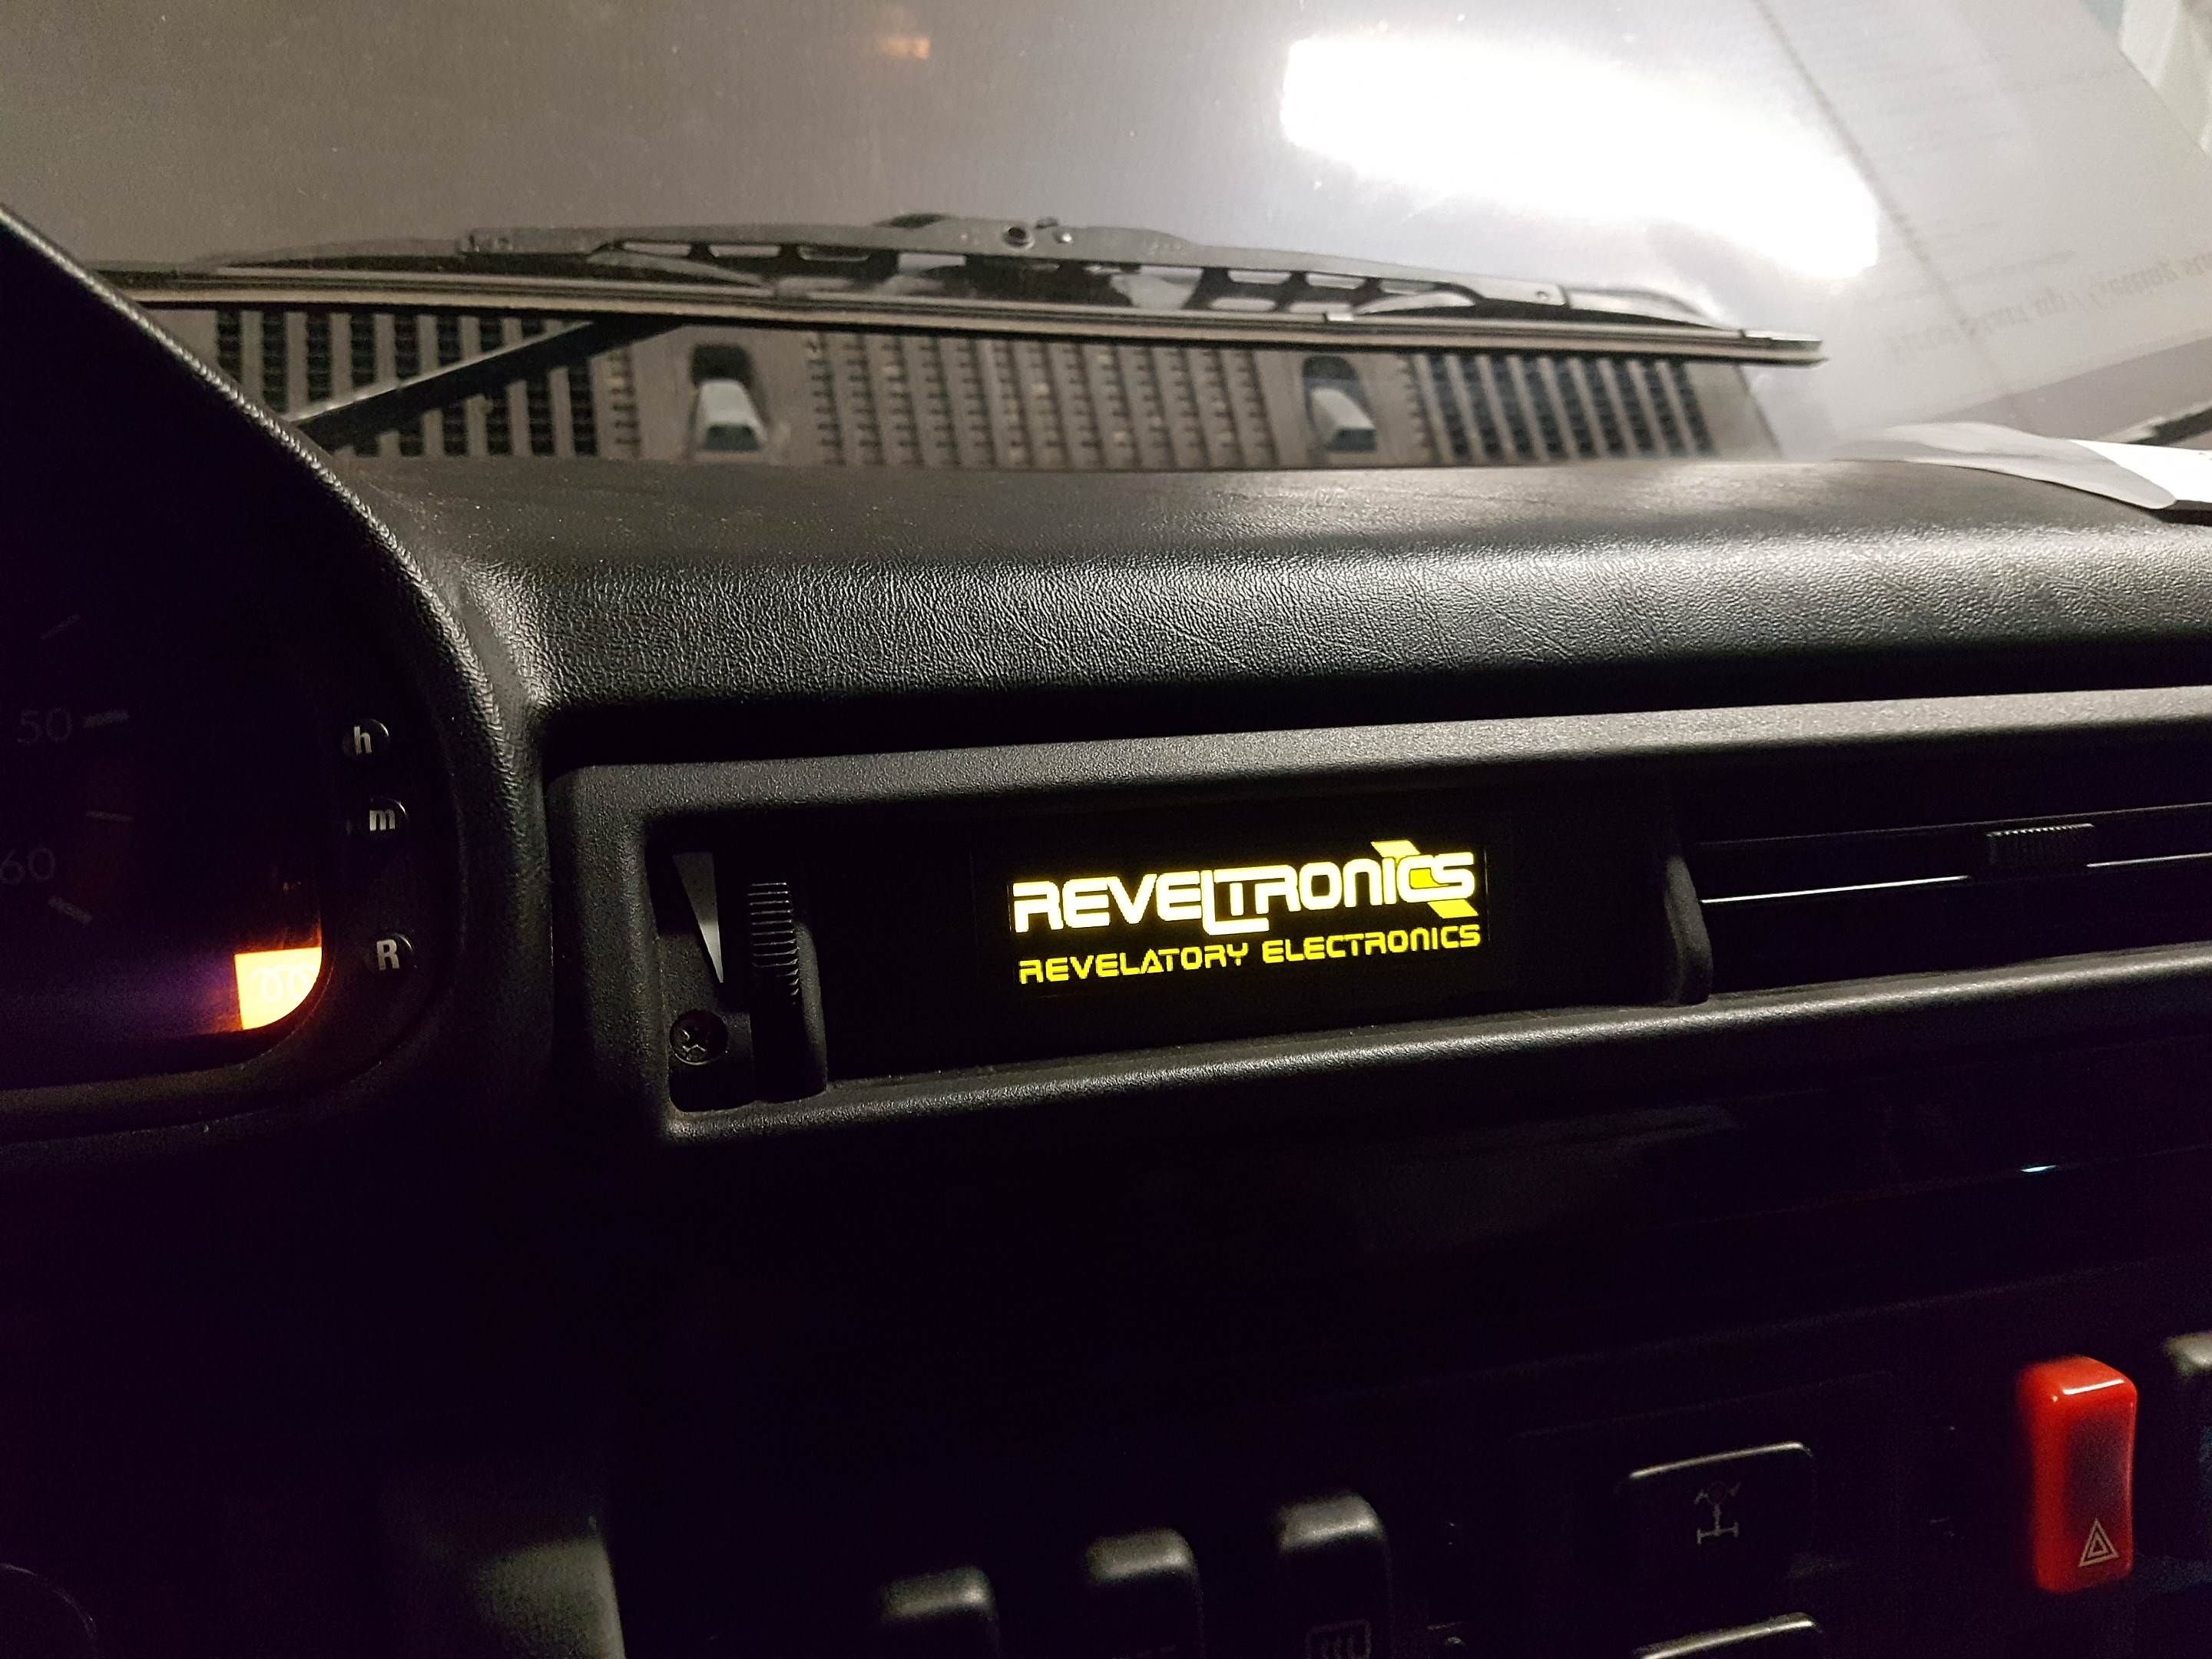 50
h
m
60
R
REVELTRONICS
REVELATORY ELECTRONICS